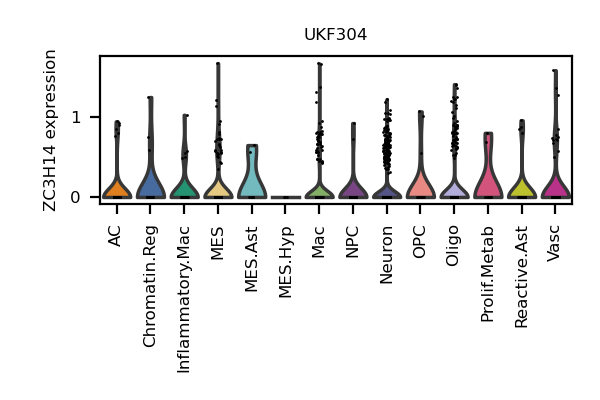 UKF304
ZC3H14 expression
1
0
AC
Chromatin.Reg
Inflammatory.Mac
MES
MES.Ast
MES.Hyp
Mac
NPC
Neuron
OPC
Oligo
Prolif.Metab
Reactive.Ast
Vasc